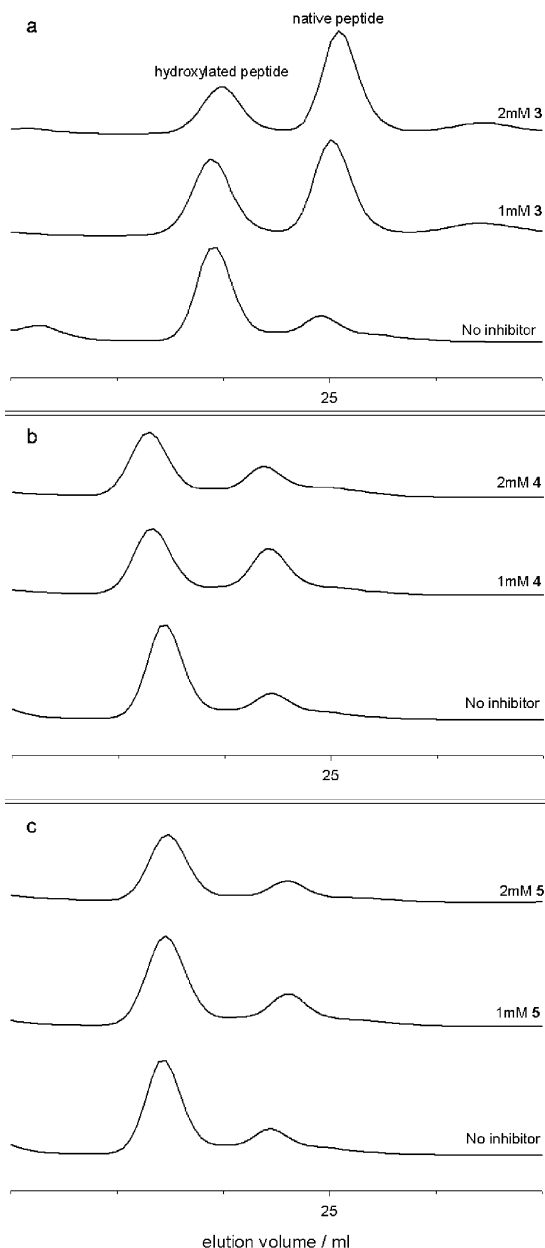 a
native peptide
hydroxylated peptide
2mM 3
1mM 3
No inhibitor
25
b
2mM 4
1mM 4
No inhibitor
25
c
2mM 5
1mM 5
No inhibitor
25
elution volume / ml